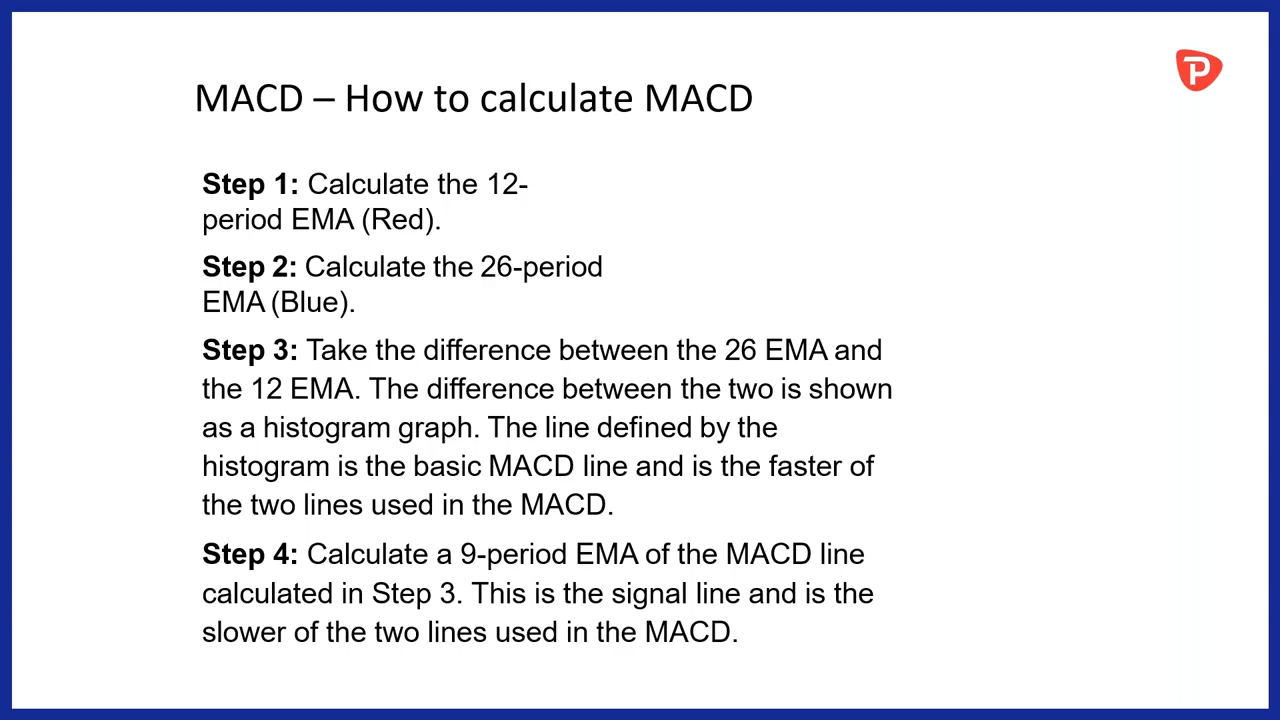 MACD – How to calculate MACD
Step 1: Calculate the 12-
period EMA (Red).
Step 2: Calculate the 26-period
EMA (Blue).
Step 3: Take the difference between the 26 EMA and
the 12 EMA. The difference between the two is shown
as a histogram graph. The line defined by the
histogram is the basic MACD line and is the faster of
the two lines used in the MACD.
Step 4: Calculate a 9-period EMA of the MACD line
calculated in Step 3. This is the signal line and is the
slower of the two lines used in the MACD.